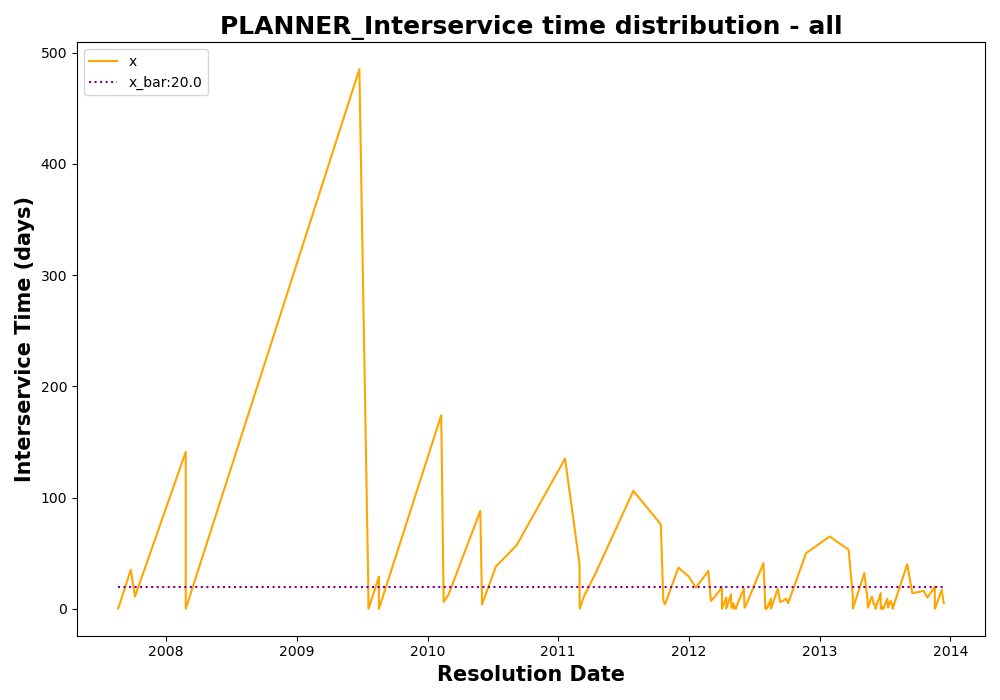 PLANNER_Interservice time distribution - all
x
x_bar:20.0
Interservice Time (days)
500
400
300
200
100
0
2008 2009 2010 2011 2012 2013 2014
Resolution Date